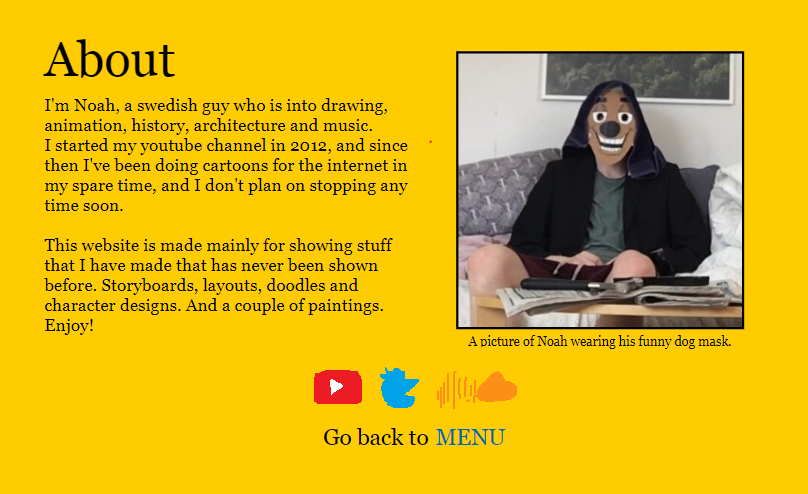 About
I'm Noah, a swedish guy who is into drawing,
animation, history, architecture and music.
I started my youtube channel in 2012, and since
then I've been doing cartoons for the internet in
my spare time, and I don't plan on stopping any
time soon.
This website is made mainly for showing stuff
that I have made that has never been shown
before. Storyboards, layouts, doodles and
character designs. And a couple of paintings.
Enjoy!
A picture of Noah wearing his funny dog mask.
Go back to MENU